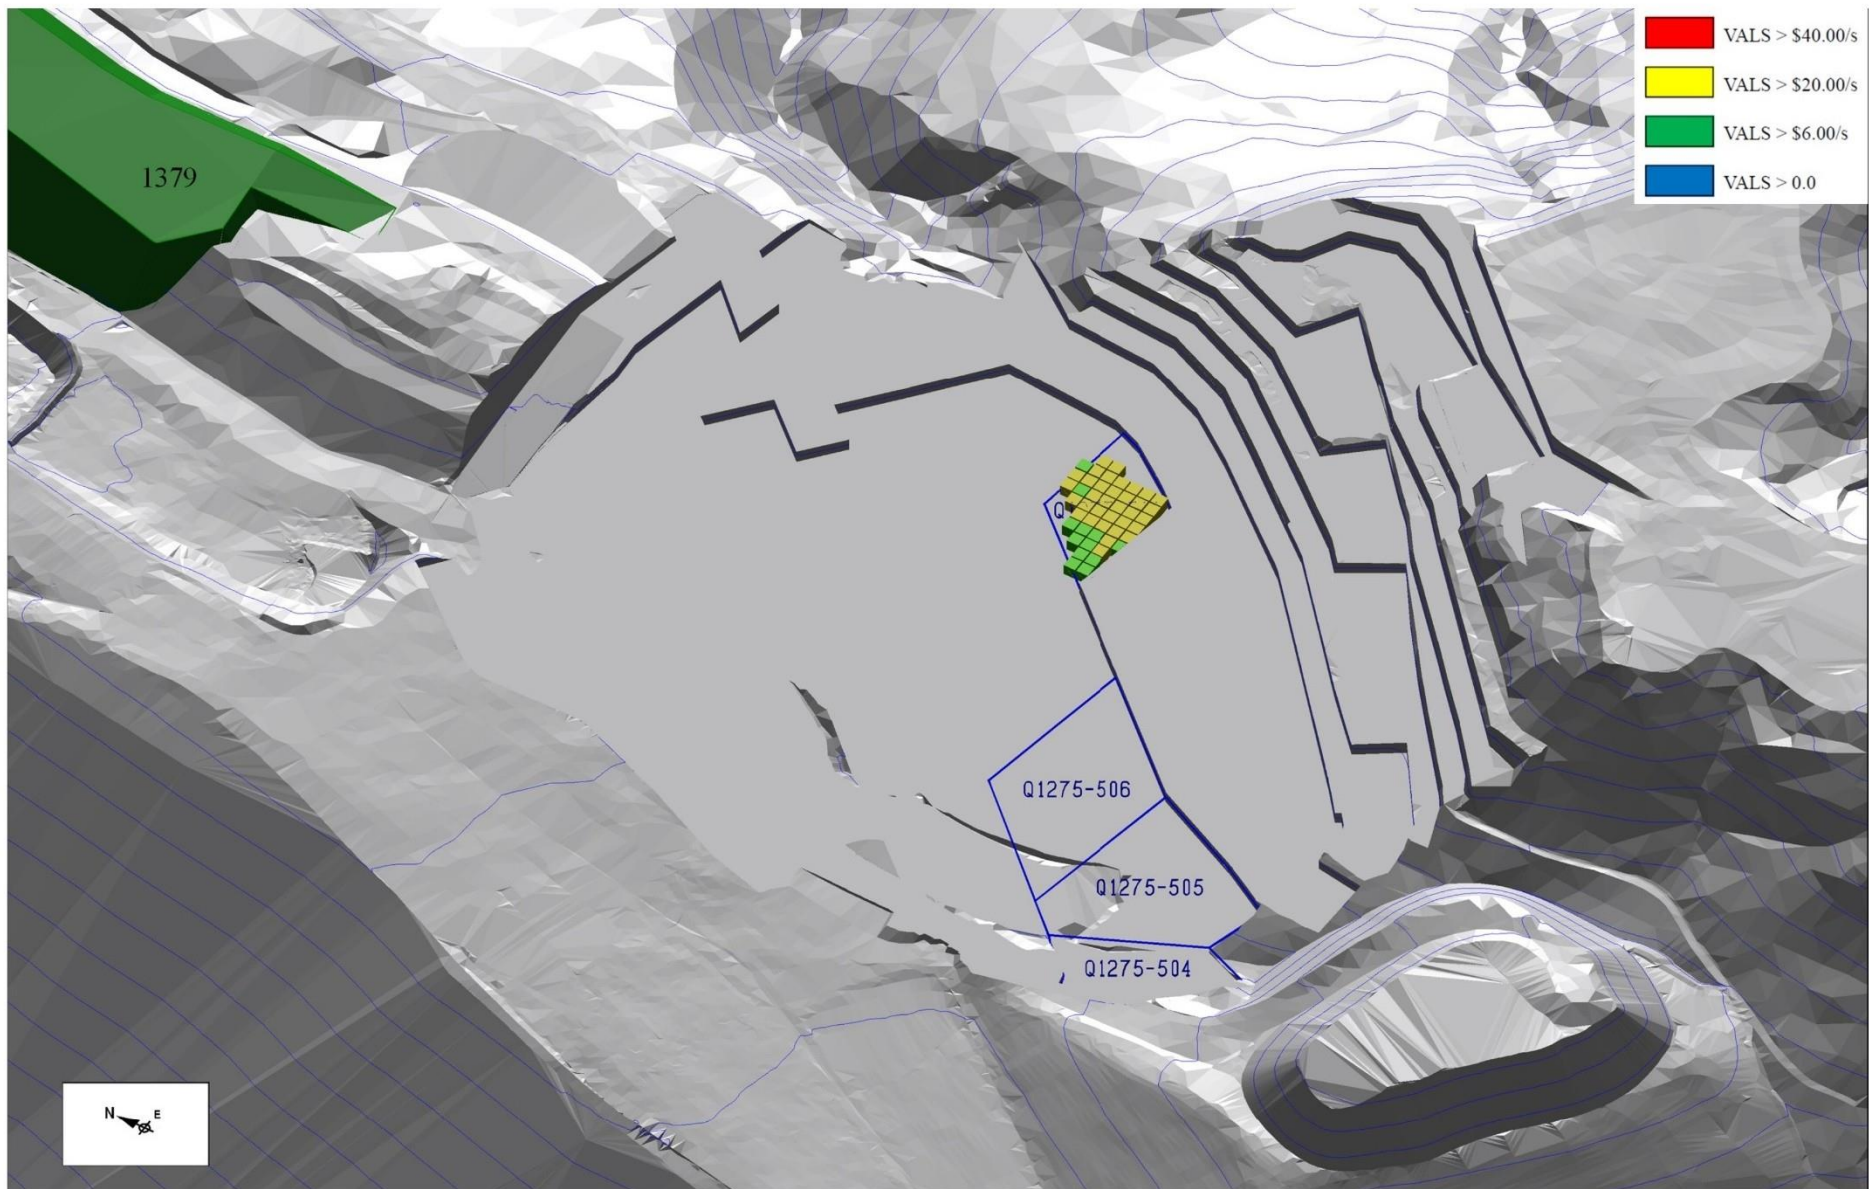 VALS > $40.00/s
VALS > $20.00/s
VALS > $6.00/s
VALS > 0.0
1379
Q
Q1275-506
Q1275-505
Q1275-504
N E